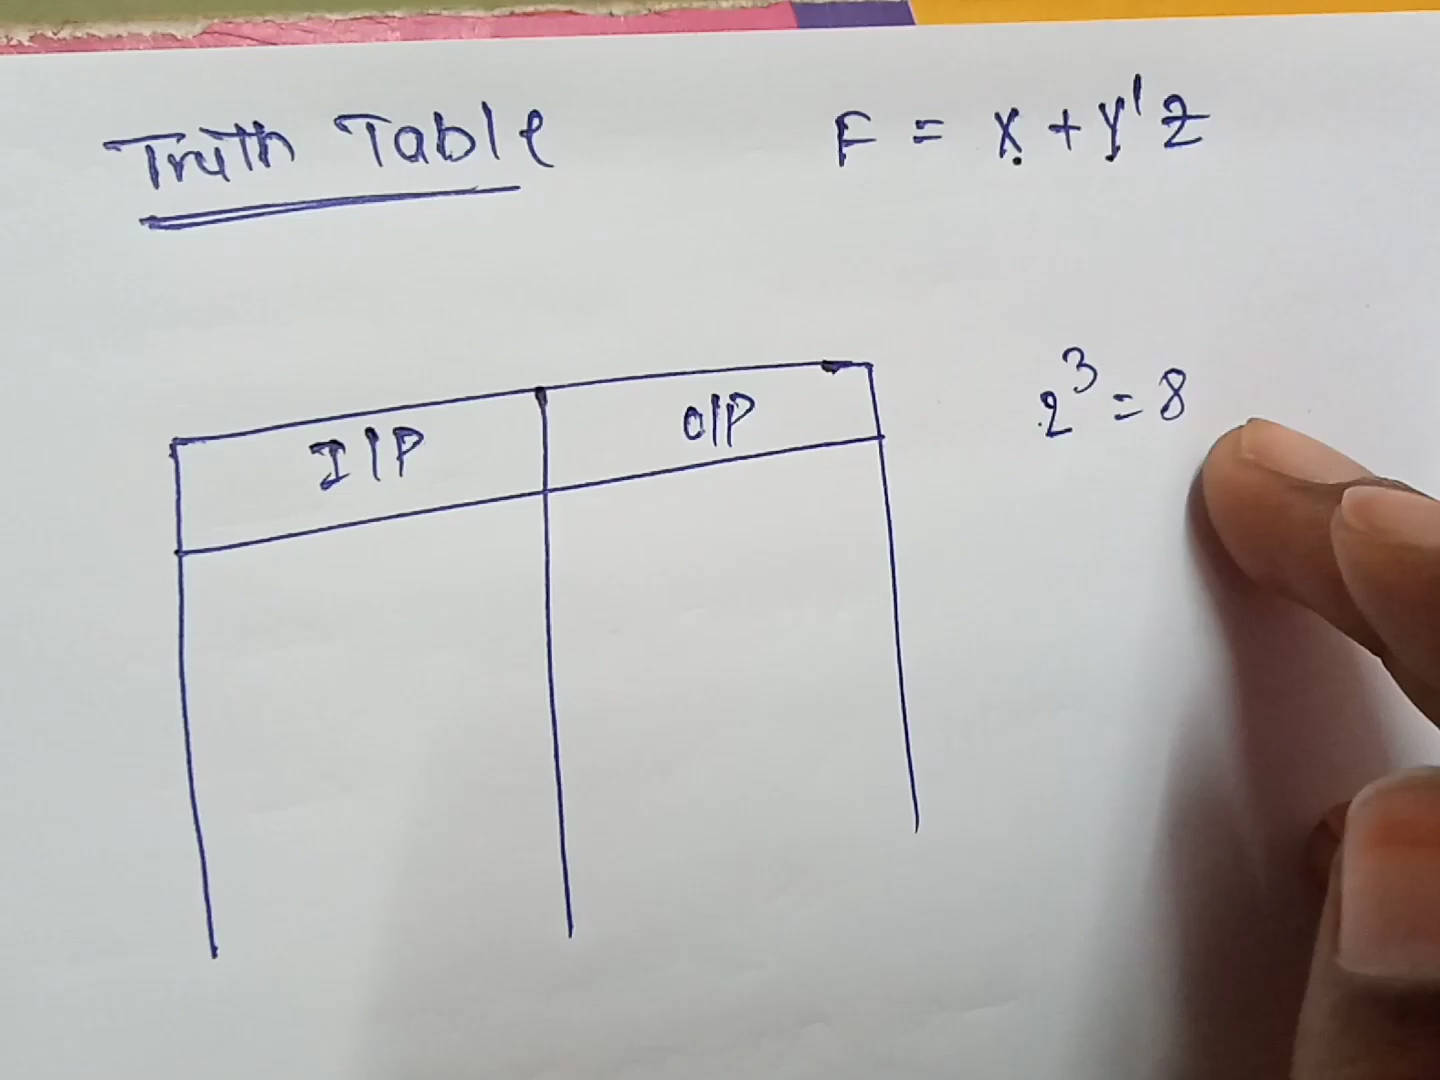 Truth Table
F = X + Y'Z
I|P
O|P
2³ = 8